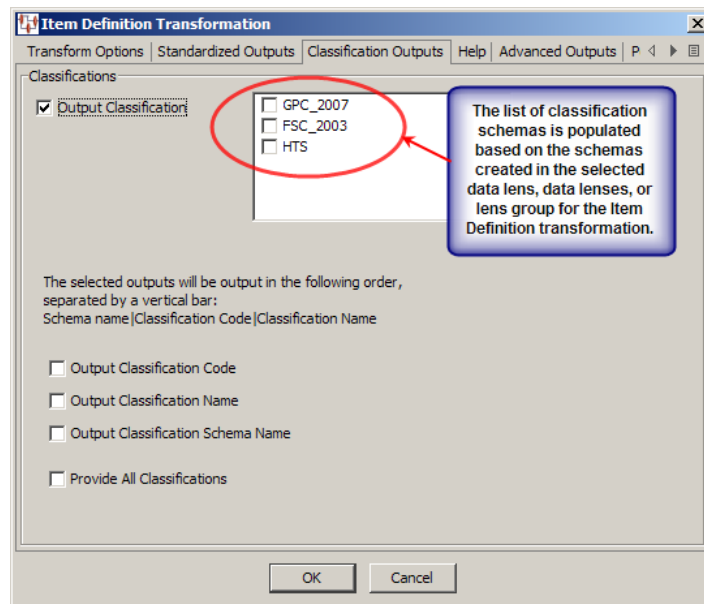 Item Definition Transformation
Transform Options
Standardized Outputs
Classification Outputs
Help
Advanced Outputs
P
Classifications
Output Classification
GPC_2007
FSC_2003
HTS
The list of classification
schemas is populated
based on the schemas
created in the selected
data lens, data lenses, or
lens group for the Item
Definition transformation.
The selected outputs will be output in the following order,
separated by a vertical bar:
Schema name|Classification Code|Classification Name
Output Classification Code
Output Classification Name
Output Classification Schema Name
Provide All Classifications
OK
Cancel